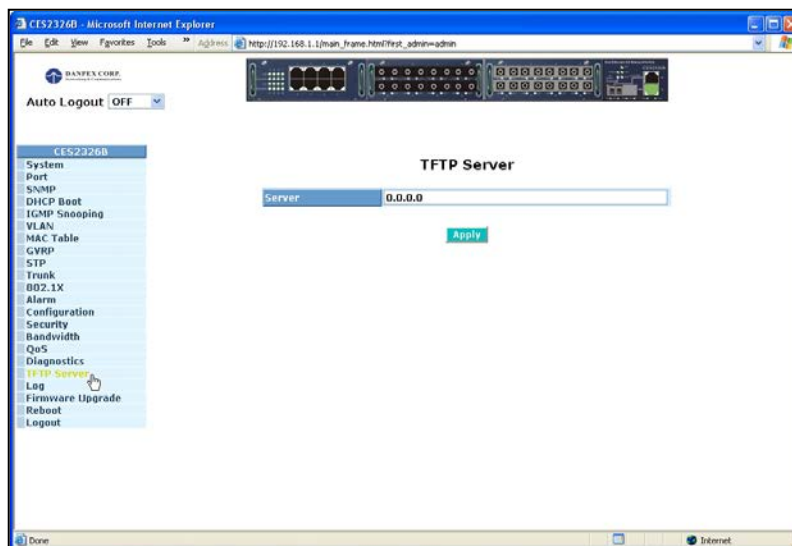 CES2326B - Microsoft Internet Explorer
File Edit View Favorites Tools » Address http://192.168.1.1/main_frame.html?first_admin=admin
DANPEX CORP.
Auto Logout OFF
CES2326B
System
Port
SNMP
DHCP Boot
IGMP Snooping
VLAN
MAC Table
GVRP
STP
Trunk
802.1X
Alarm
Configuration
Security
Bandwidth
QoS
Diagnostics
TFTP Server
Log
Firmware Upgrade
Reboot
Logout
TFTP Server
Server 0.0.0.0
Apply
Done Internet